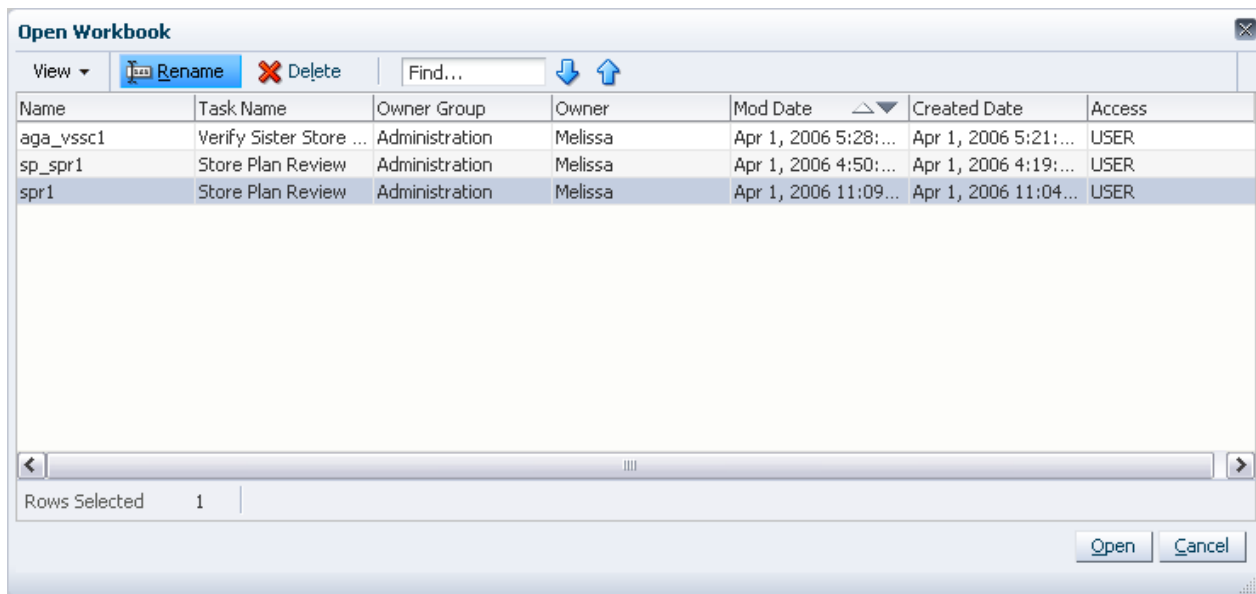 Open Workbook
View Rename Delete Find...
Name Task Name Owner Group Owner Mod Date Created Date Access
aga_vssc1 Verify Sister Store ... Administration Melissa Apr 1, 2006 5:28:... Apr 1, 2006 5:21:... USER
sp_spr1 Store Plan Review Administration Melissa Apr 1, 2006 4:50:... Apr 1, 2006 4:19:... USER
spr1 Store Plan Review Administration Melissa Apr 1, 2006 11:09... Apr 1, 2006 11:04... USER
Rows Selected 1
Open Cancel